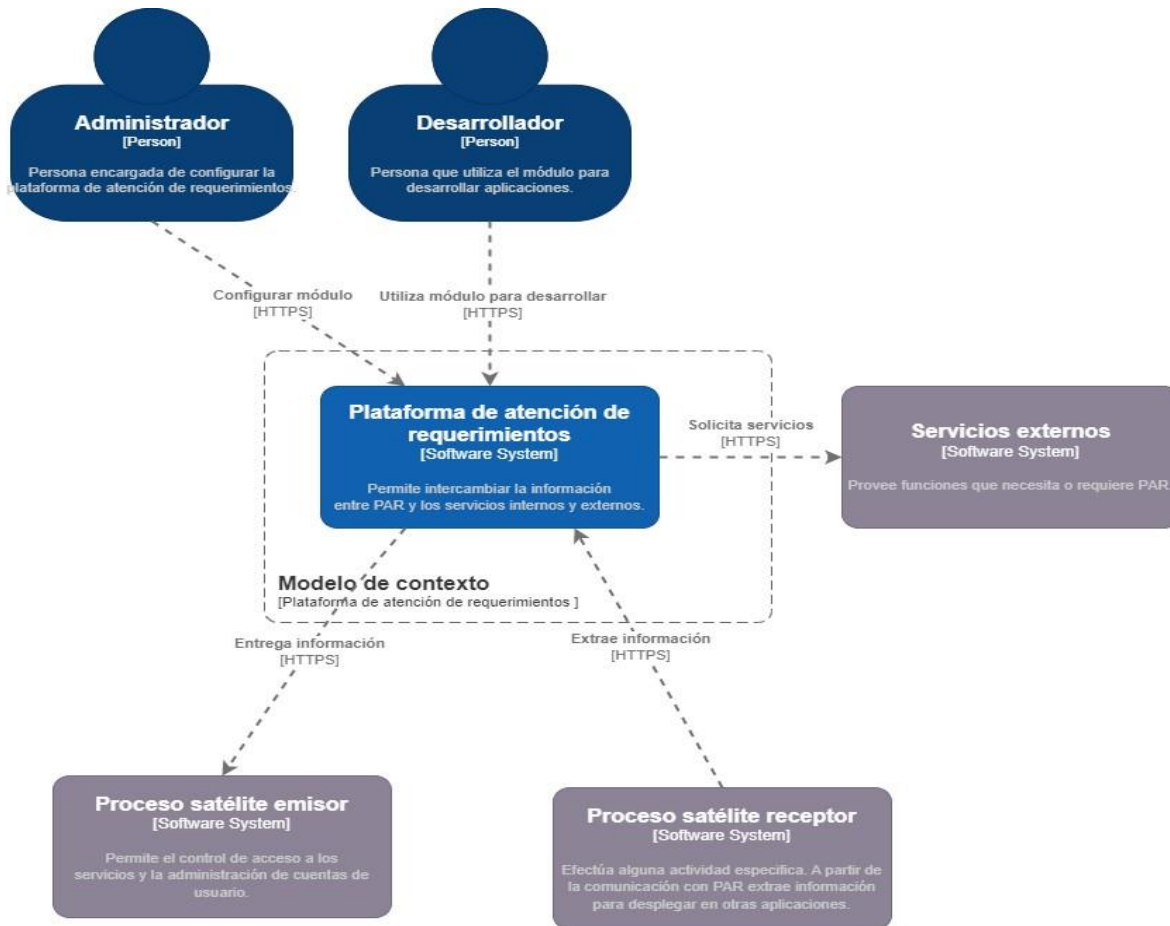 Administrador
[Person]
Persona encargada de configurar la
plataforma de atención de requerimientos.
Desarrollador
[Person]
Persona que utiliza el módulo para
desarrollar aplicaciones.
Configurar módulo
[HTTPS]
Utiliza módulo para desarrollar
[HTTPS]
Plataforma de atención de
requerimientos
[Software System]
Permite intercambiar la información
entre PAR y los servicios internos y externos.
Solicita servicios
[HTTPS]
Servicios externos
[Software System]
Provee funciones que necesita o requiere PAR
Modelo de contexto
[Plataforma de atención de requerimientos ]
Entrega información
[HTTPS]
Extrae información
[HTTPS]
Proceso satélite emisor
[Software System]
Permite el control de acceso a los
servicios y la administración de cuentas de
usuario.
Proceso satélite receptor
[Software System]
Efectúa alguna actividad especifica. A partir de
la comunicación con PAR extrae información
para desplegar en otras aplicaciones.